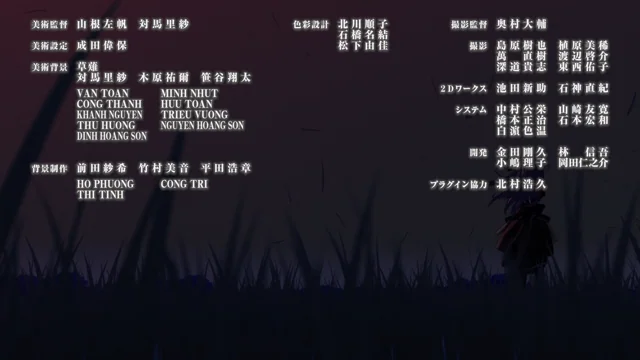 美術監督 山根左帆 対馬里紗
美術設定 成田偉保
美術背景 草薙
対馬里紗 木原祐爾 笹谷翔太
VAN TOAN MINH NHUT
CONG THANH HUU TOAN
KHANH NGUYEN TRIEU VUONG
THU HUONG NGUYEN HOANG SON
DINH HOANG SON
背景制作 前田紗希 竹村美音 平田浩章
HO PHUONG CONG TRI
THI TINH
色彩設計 北川順子
石橋名結
松下由佳
撮影監督 奥村大輔
撮影 島原樹也 植原美稀
萬直樹 渡辺啓介
深道貴志 東西佑子
2Dワークス 池田新助 石神直紀
システム 中村公栄 山崎友寛
橋本正治 石本宏和
白濵色温
開発 金田剛久 林信吾
小嶋理子 岡田仁之介
プラグイン協力 北村浩久